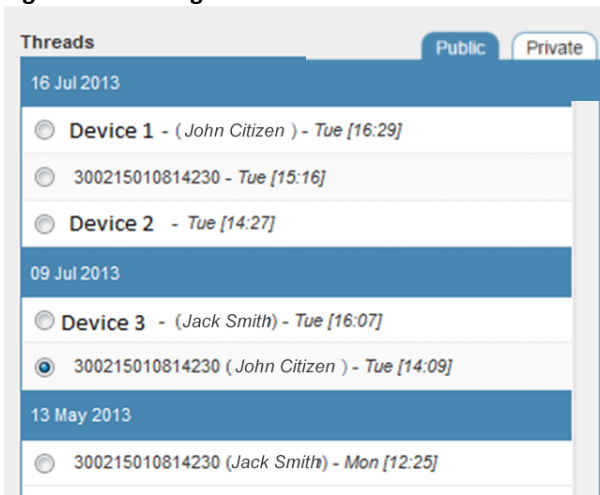 Threads
Public Private
16 Jul 2013
Device 1 - ( John Citizen ) - Tue [16:29]
300215010814230 - Tue [15:16]
Device 2 - Tue [14:27]
09 Jul 2013
Device 3 - (Jack Smith) - Tue [16:07]
300215010814230 ( John Citizen ) - Tue [14:09]
13 May 2013
300215010814230 (Jack Smith) - Mon [12:25]